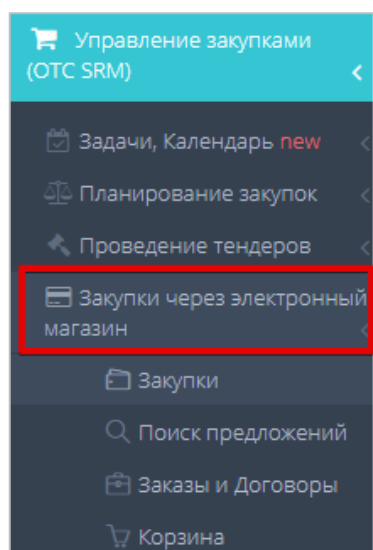 Управление закупками
(OTC SRM)
Задачи, Календарь new
Планирование закупок
Проведение тендеров
Закупки через электронный
магазин
Закупки
Поиск предложений
Заказы и Договоры
Корзина